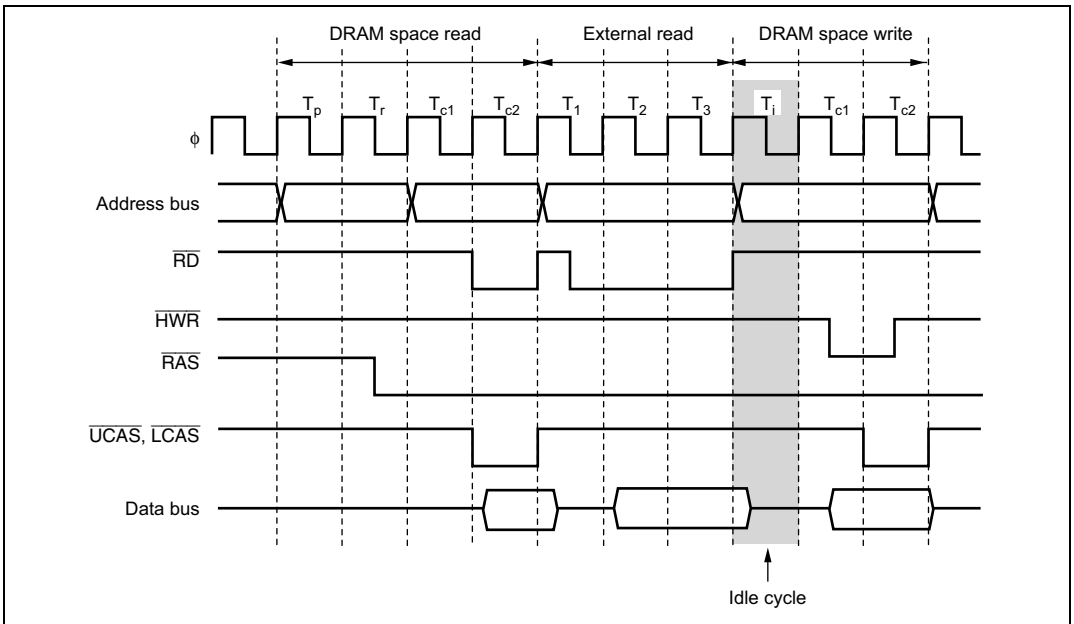 DRAM space read External read DRAM space write
Tp Tr Tc1 Tc2 T1 T2 T3 Ti Tc1 Tc2
ϕ
Address bus
RD
HWR
RAS
UCAS, LCAS
Data bus
Idle cycle